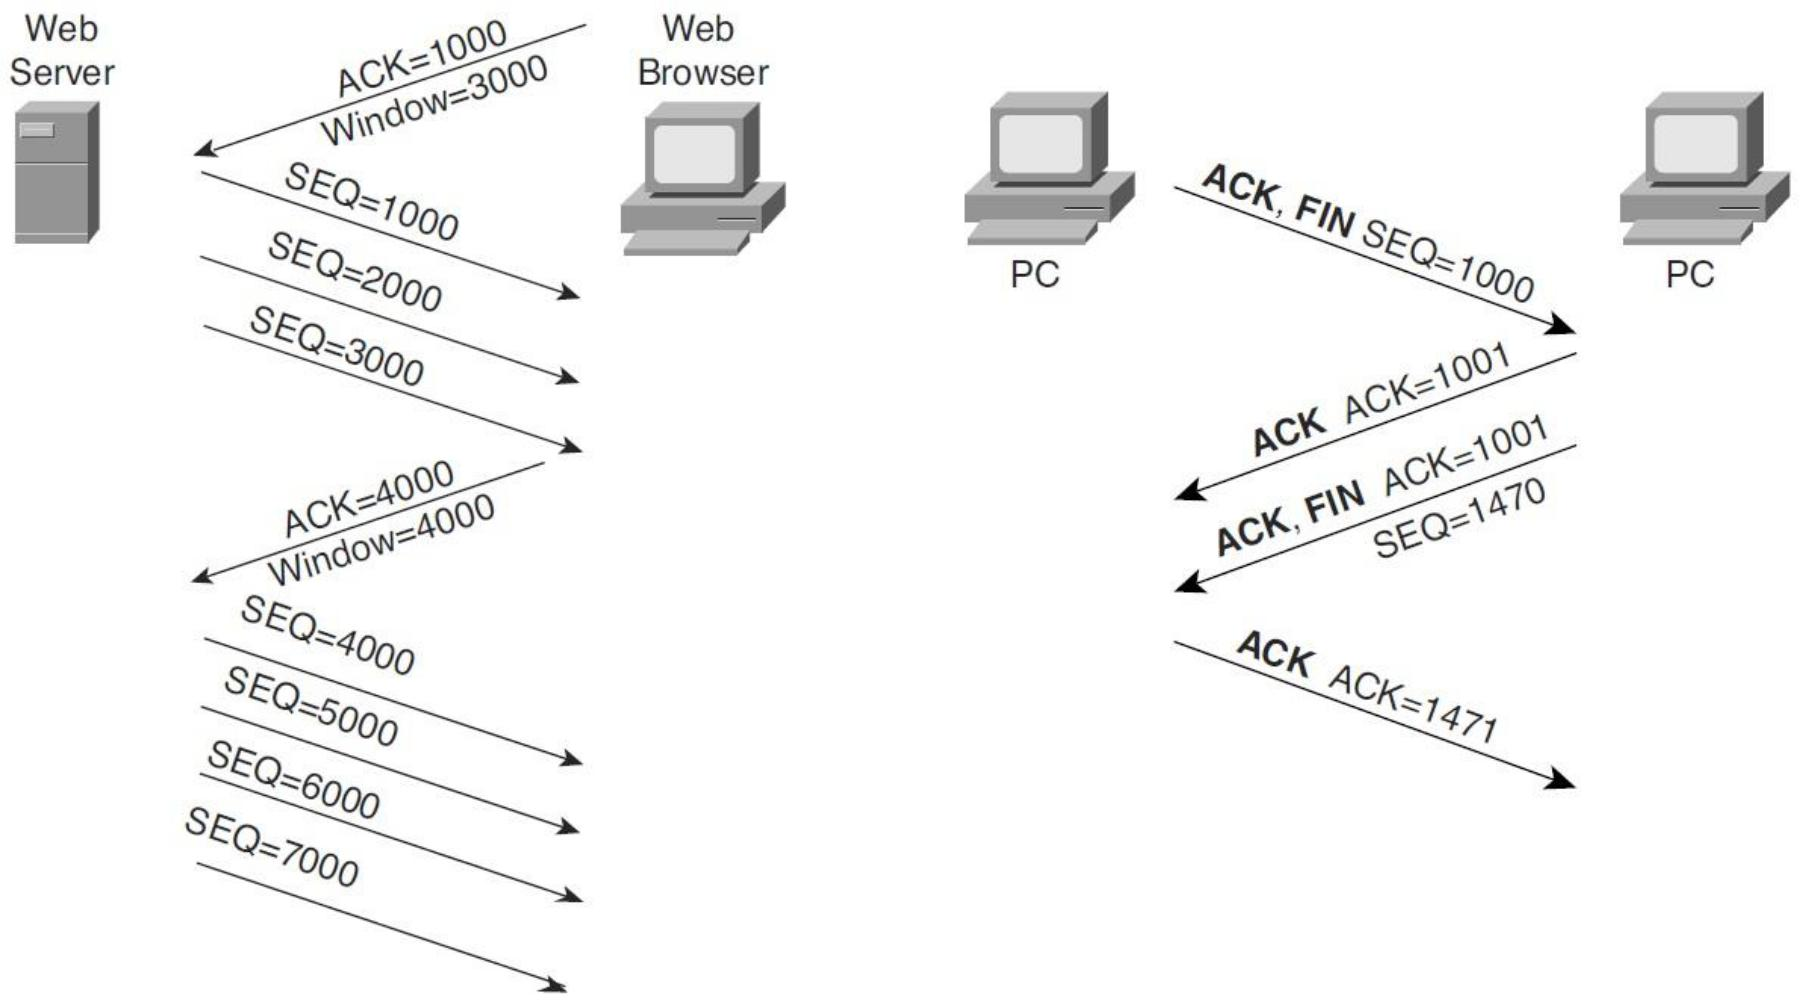 Web
Server
Web
Browser
ACK=1000
Window=3000
SEQ=1000
SEQ=2000
SEQ=3000
ACK=4000
Window=4000
SEQ=4000
SEQ=5000
SEQ=6000
SEQ=7000
PC
PC
ACK, FIN SEQ=1000
ACK ACK=1001
ACK, FIN ACK=1001
SEQ=1470
ACK ACK=1471